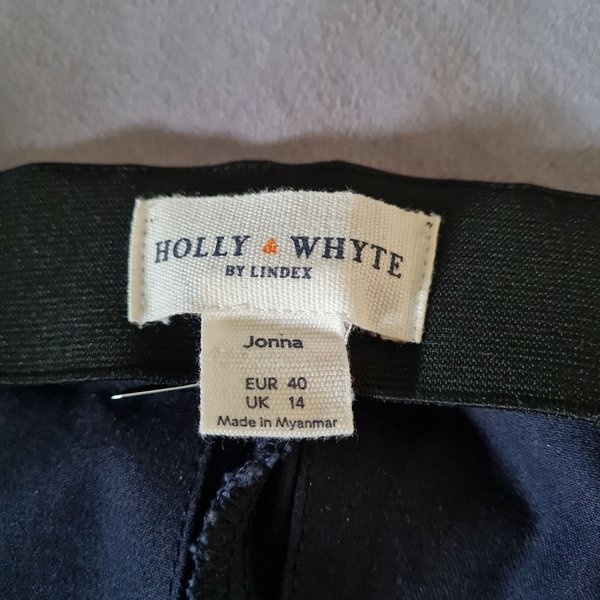 HOLLY & WHYTE
BY LINDEX
Jonna
EUR 40
UK 14
Made in Myanmar